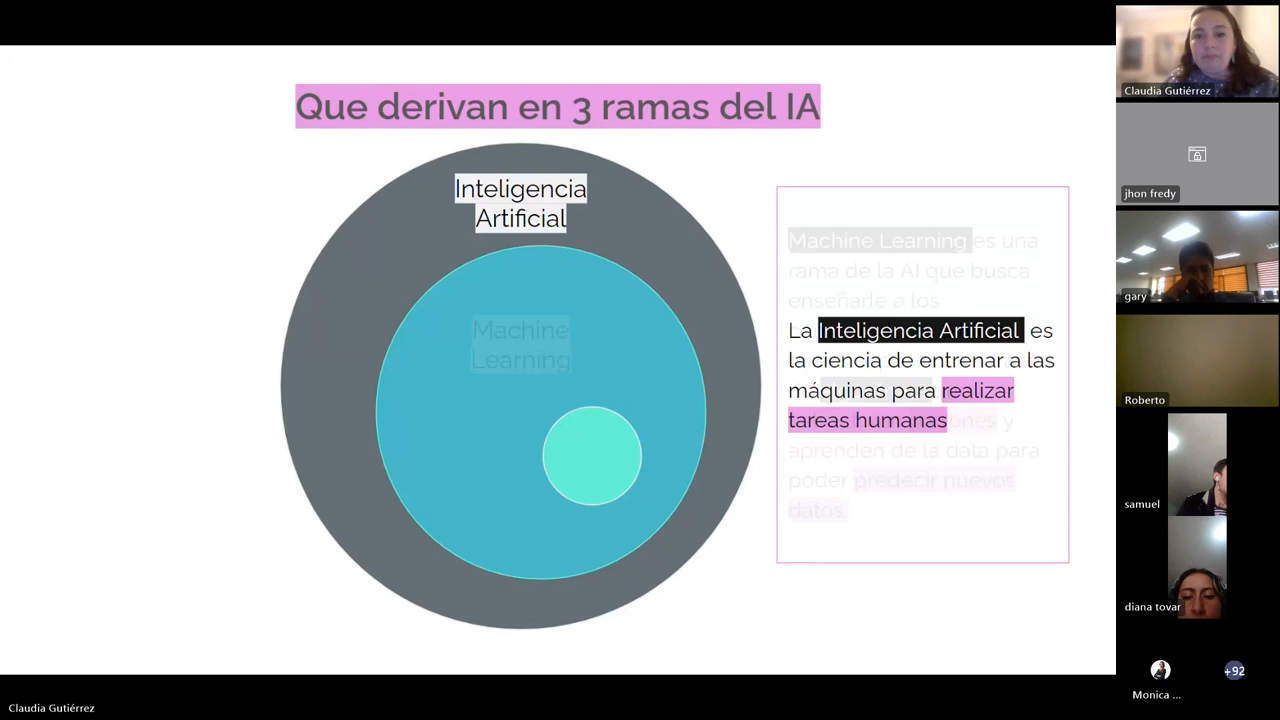 Que derivan en 3 ramas del IA
Inteligencia
Artificial
Machine
Learning
Machine Learning es una
rama de la AI que busca
enseñarle a los
La Inteligencia Artificial es
la ciencia de entrenar a las
máquinas para realizar
tareas humanas y
aprenden de la data para
poder predecir nuevos
datos.
Claudia Gutiérrez
jhon fredy
gary
Roberto
samuel
diana tovar
Monica ...
+92
Claudia Gutiérrez